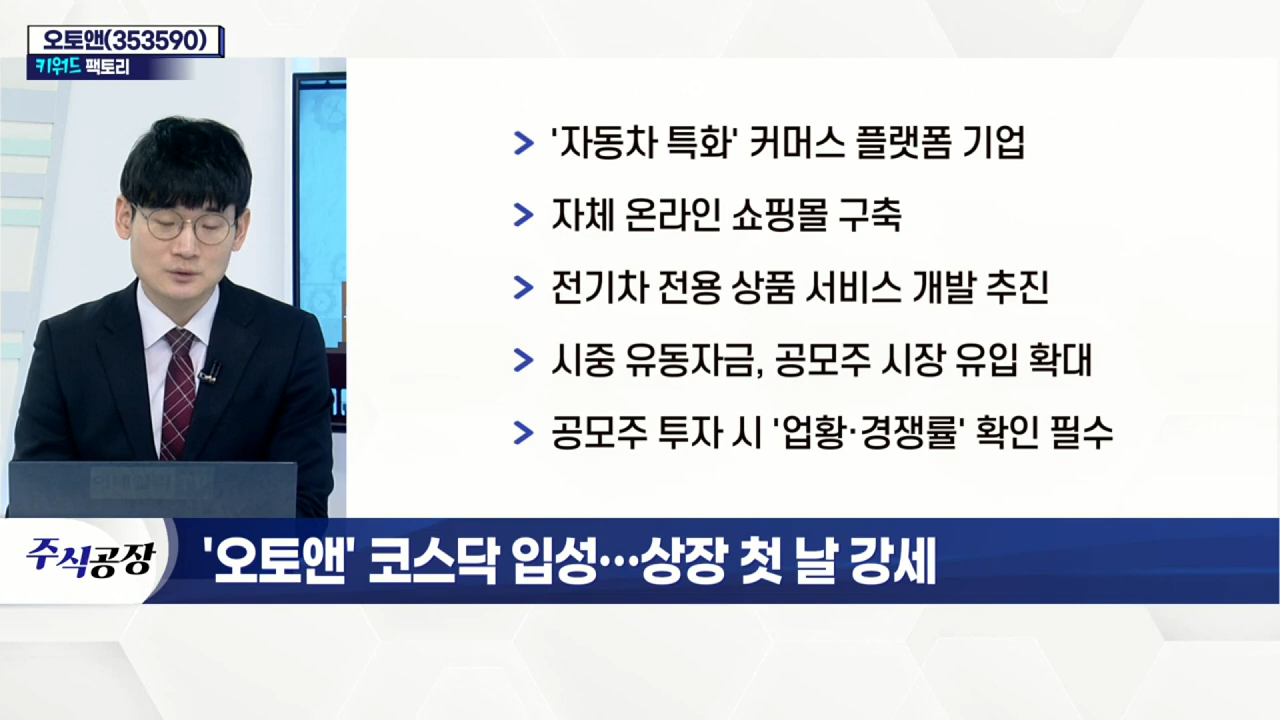 오토앤(353590)
키워드 팩토리
'자동차 특화' 커머스 플랫폼 기업
자체 온라인 쇼핑몰 구축
전기차 전용 상품 서비스 개발 추진
시중 유동자금, 공모주 시장 유입 확대
공모주 투자 시 '업황·경쟁률' 확인 필수
주식공장
'오토앤' 코스닥 입성…상장 첫 날 강세